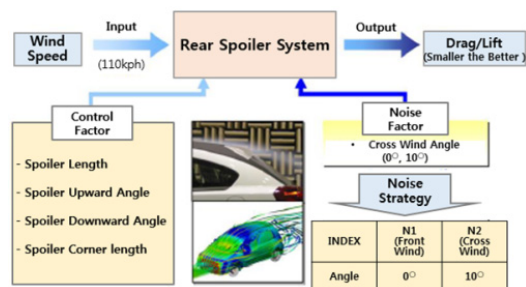 Wind
Speed
Input
(110kph)
Rear Spoiler System
Output
Drag/Lift
(Smaller the Better )
Control
Factor
- Spoiler Length
- Spoiler Upward Angle
- Spoiler Downward Angle
- Spoiler Corner length
Noise
Factor
• Cross Wind Angle
(0°, 10°)
Noise
Strategy
INDEX
N1
(Front
Wind)
N2
(Cross
Wind)
Angle
0°
10°